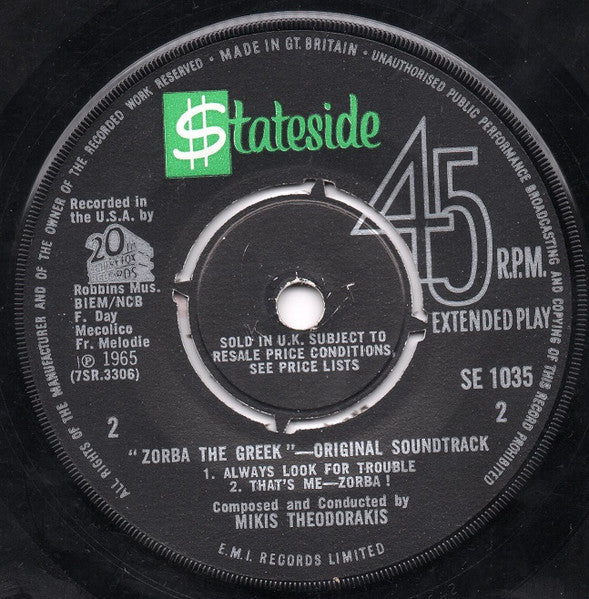 ALL RIGHTS OF THE MANUFACTURER AND OF THE OWNER OF THE RECORDED WORK RESERVED • MADE IN GT. BRITAIN • UNAUTHORISED PUBLIC PERFORMANCE BROADCASTING AND COPYING OF THIS RECORD PROHIBITED
$tateside
45
R.P.M.
EXTENDED PLAY
Recorded in
the U.S.A. by
20th
Robbins Mus.
BIEM/NCB
F. Day
Mecolico
Fr. Melodie
℗ 1965
(7SR.3306)
SOLD IN U.K. SUBJECT TO
RESALE PRICE CONDITIONS,
SEE PRICE LISTS
SE 1035
2
2
"ZORBA THE GREEK"—ORIGINAL SOUNDTRACK
1. ALWAYS LOOK FOR TROUBLE
2. THAT'S ME—ZORBA !
Composed and Conducted by
MIKIS THEODORAKIS
E.M.I. RECORDS LIMITED